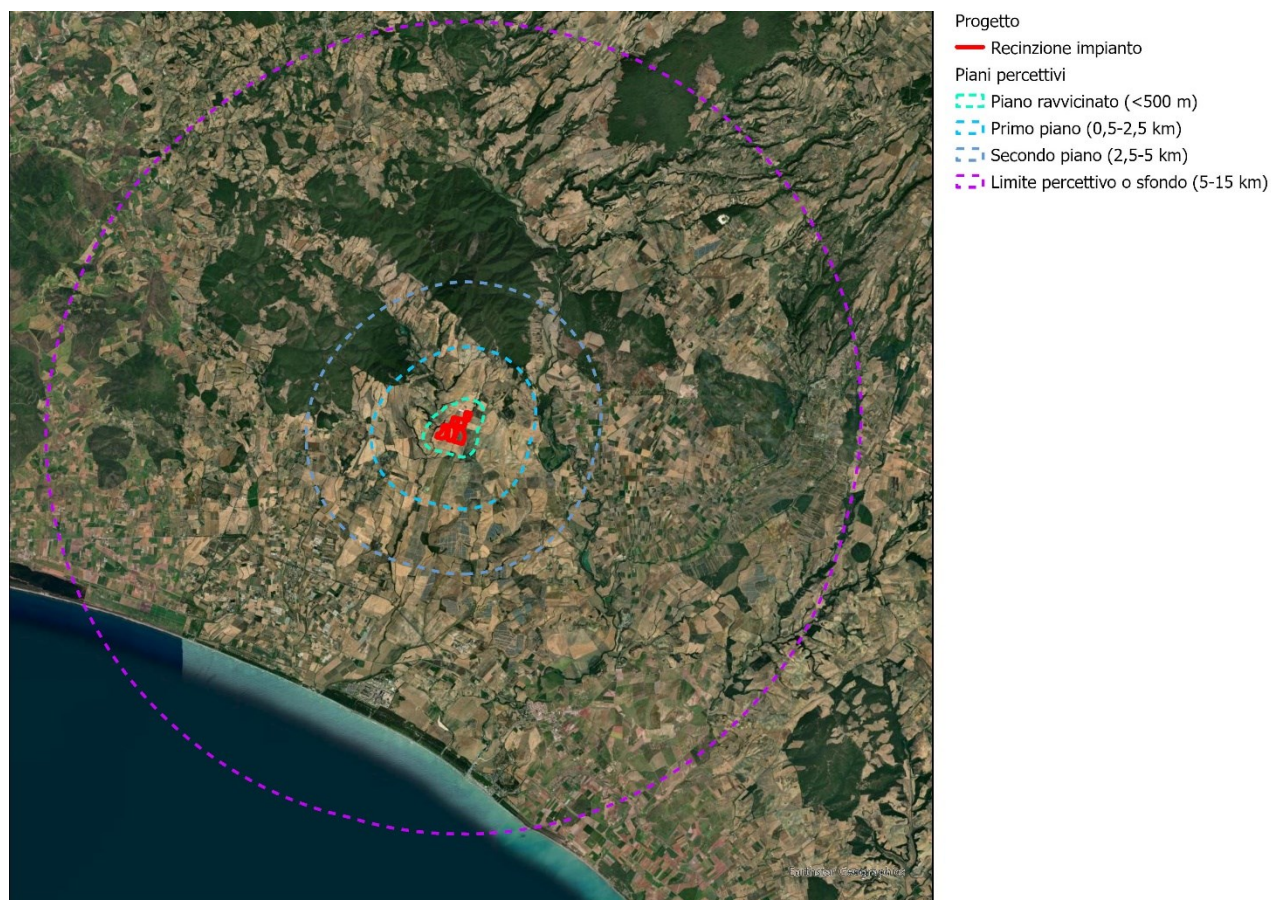 Progetto
Recinzione impianto
Piani percettivi
Piano ravvicinato (<500 m)
Primo piano (0,5-2,5 km)
Secondo piano (2,5-5 km)
Limite percettivo o sfondo (5-15 km)